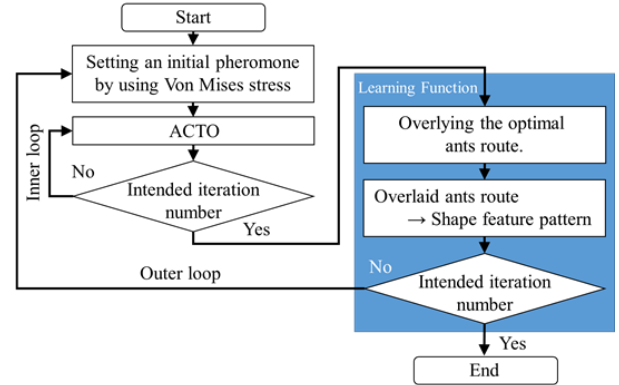 Start
Setting an initial pheromone
by using Von Mises stress
Inner loop
ACTO
No
Intended iteration
number
Yes
Outer loop
Learning Function
Overlying the optimal
ants route.
Overlaid ants route
→ Shape feature pattern
No
Intended iteration
number
Yes
End